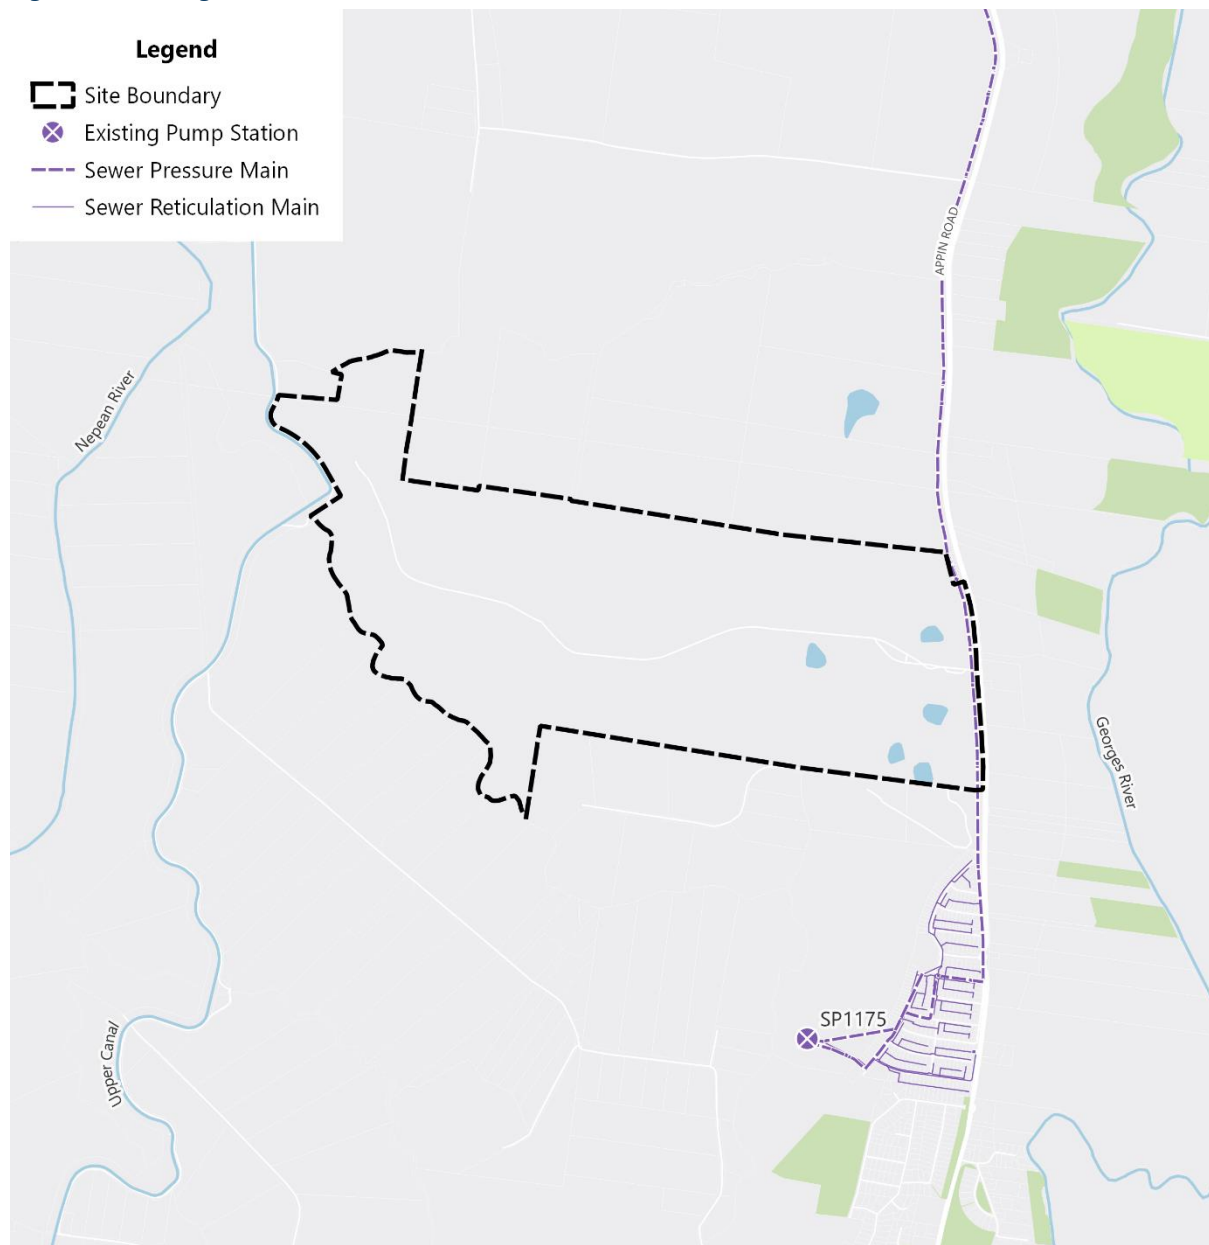 Legend
Site Boundary
Existing Pump Station
Sewer Pressure Main
Sewer Reticulation Main
APPIN ROAD
Nepean River
Georges River
SP1175
Upper Canal